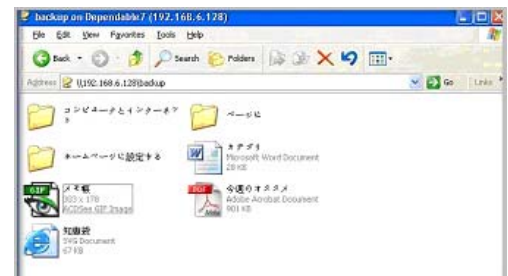 backup on Dependable7 (192.168.6.128)
File Edit View Favorites Tools Help
Back Search Folders
Address \\192.168.6.128\backup Go Links
コンピュータとインターネット
ページに
ホームページに設定する
カテゴリ
Microsoft Word Document
28 KB
メモ帳
303 x 178
ACDSee GIF Image
今週のオススメ
Adobe Acrobat Document
901 KB
知恵袋
SVG Document
67 KB